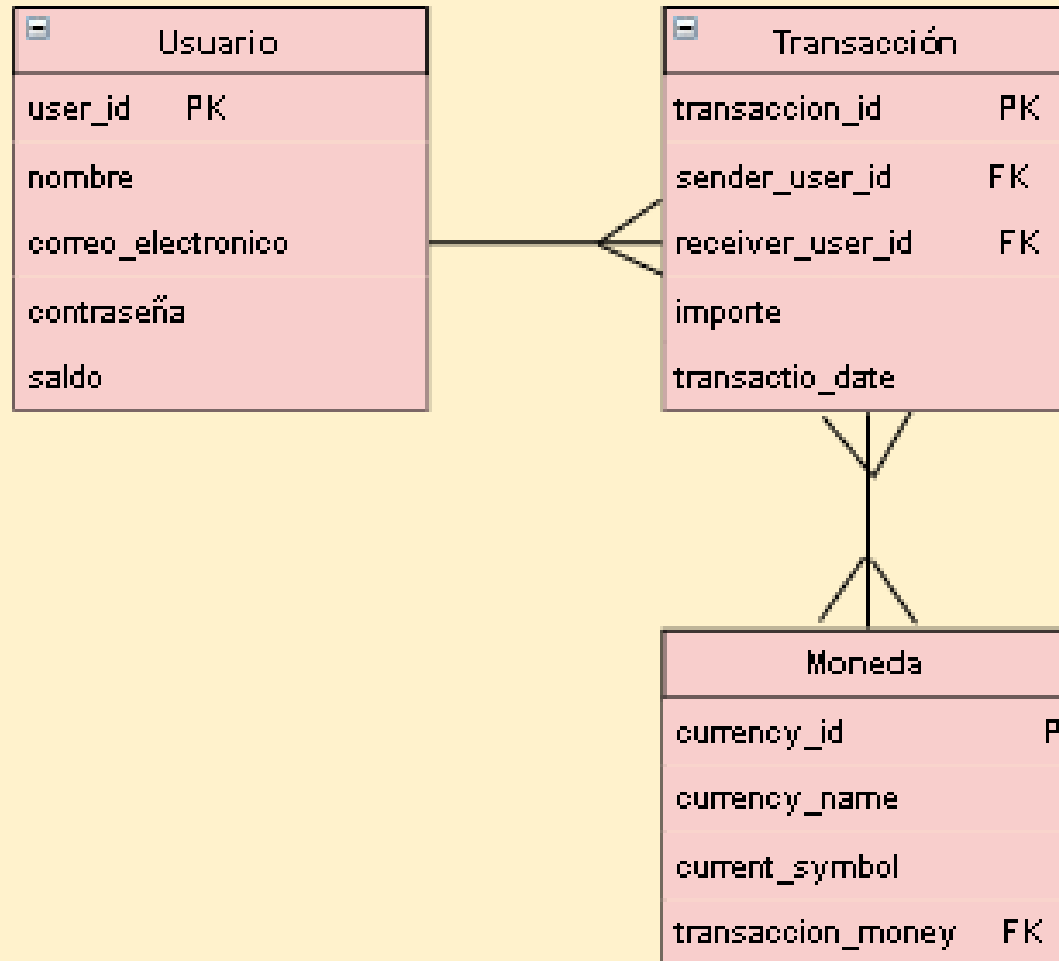 Usuario
user_id PK
nombre
correo_electronico
contraseña
saldo
Transacción
transaccion_id PK
sender_user_id FK
receiver_user_id FK
importe
transactio_date
Moneda
currency_id P
currency_name
current_symbol
transaccion_money FK